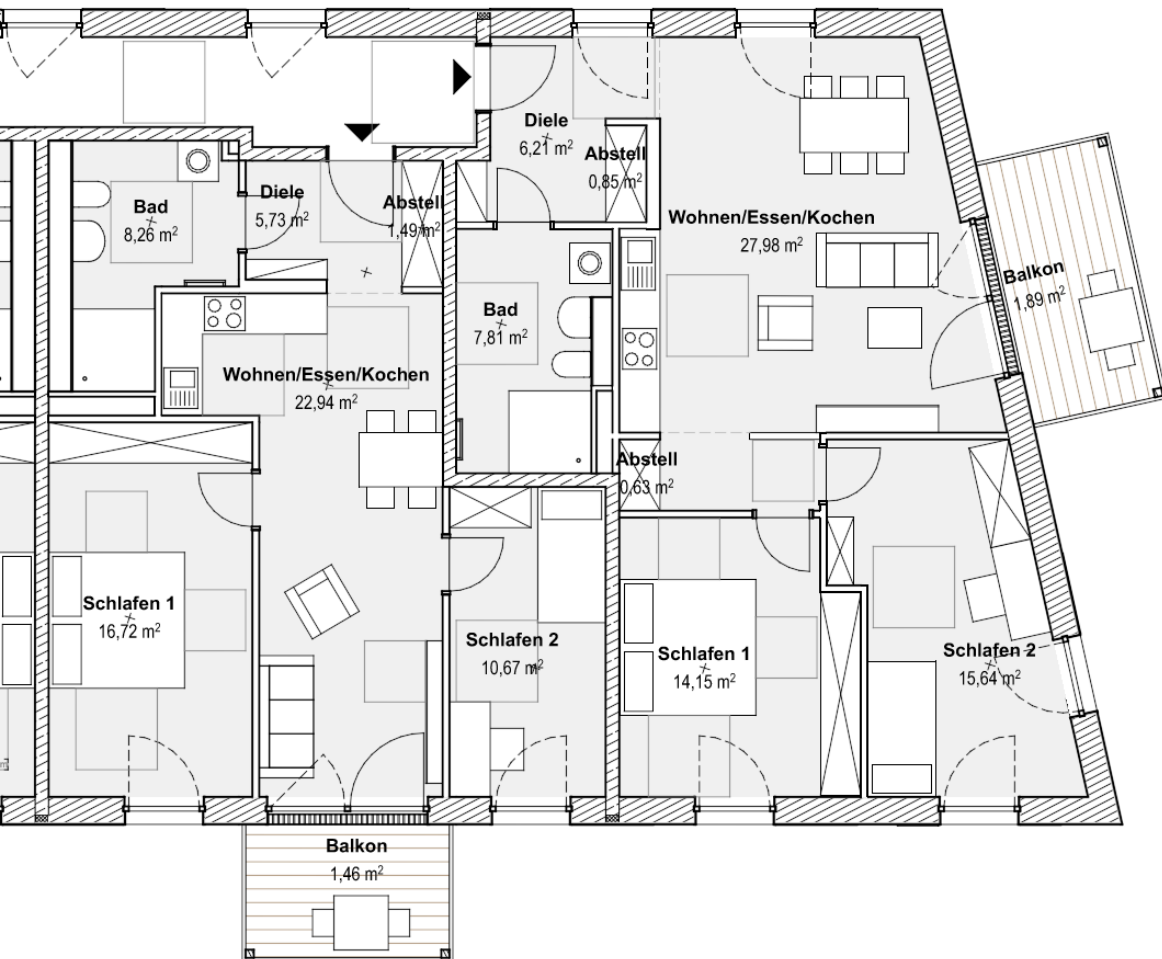 Diele
6,21 m²
Abstell
0,85 m²
Bad
8,26 m²
Diele
5,73 m²
Abstell
1,49 m²
Wohnen/Essen/Kochen
27,98 m²
Balkon
1,89 m²
Bad
7,81 m²
Wohnen/Essen/Kochen
22,94 m²
Abstell
0,63 m²
Schlafen 1
16,72 m²
Schlafen 2
10,67 m²
Schlafen 1
14,15 m²
Schlafen 2
15,64 m²
Balkon
1,46 m²